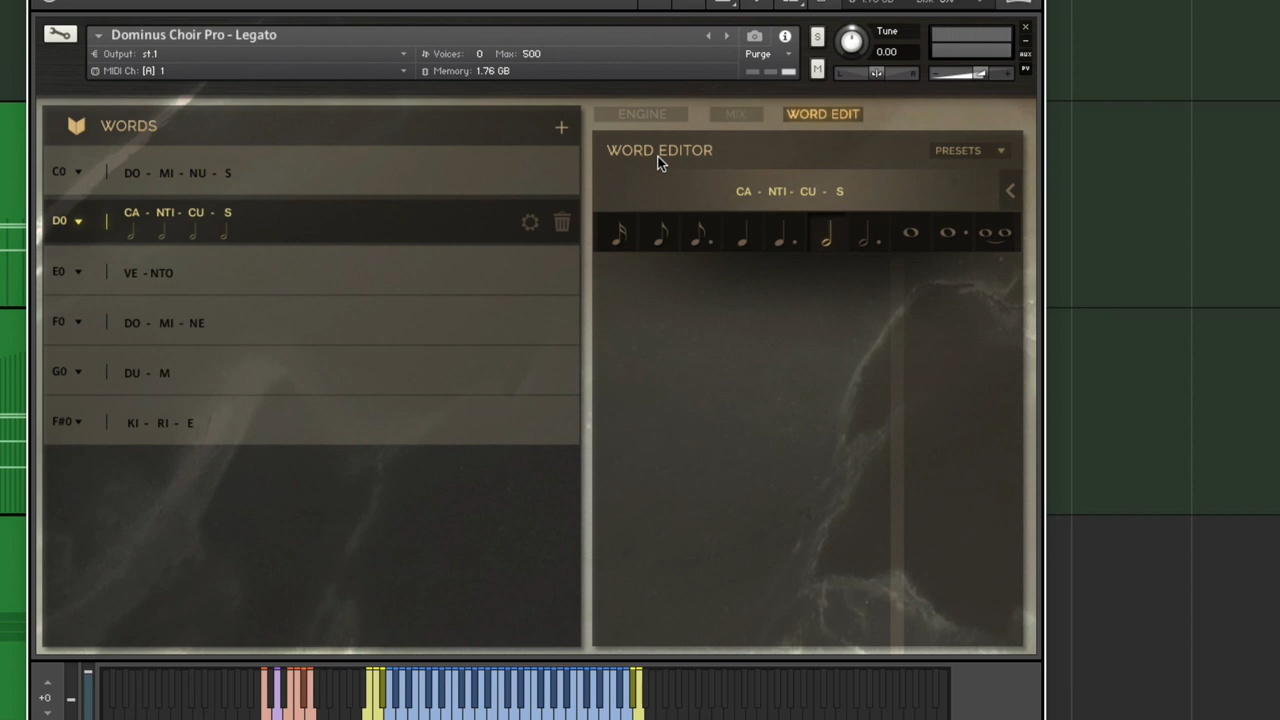 Dominus Choir Pro - Legato
Output: st.1
Voices: 0 Max: 500
Purge
MIDI Ch: [A] 1
Memory: 1.76 GB
S
M
Tune
0.00
L
R
AUX
PV
WORDS
+
C0
DO - MI - NU - S
D0
CA - NTI - CU - S
E0
VE - NTO
F0
DO - MI - NE
G0
DU - M
F#0
KI - RI - E
ENGINE
MIX
WORD EDIT
WORD EDITOR
PRESETS
CA - NTI - CU - S
+0